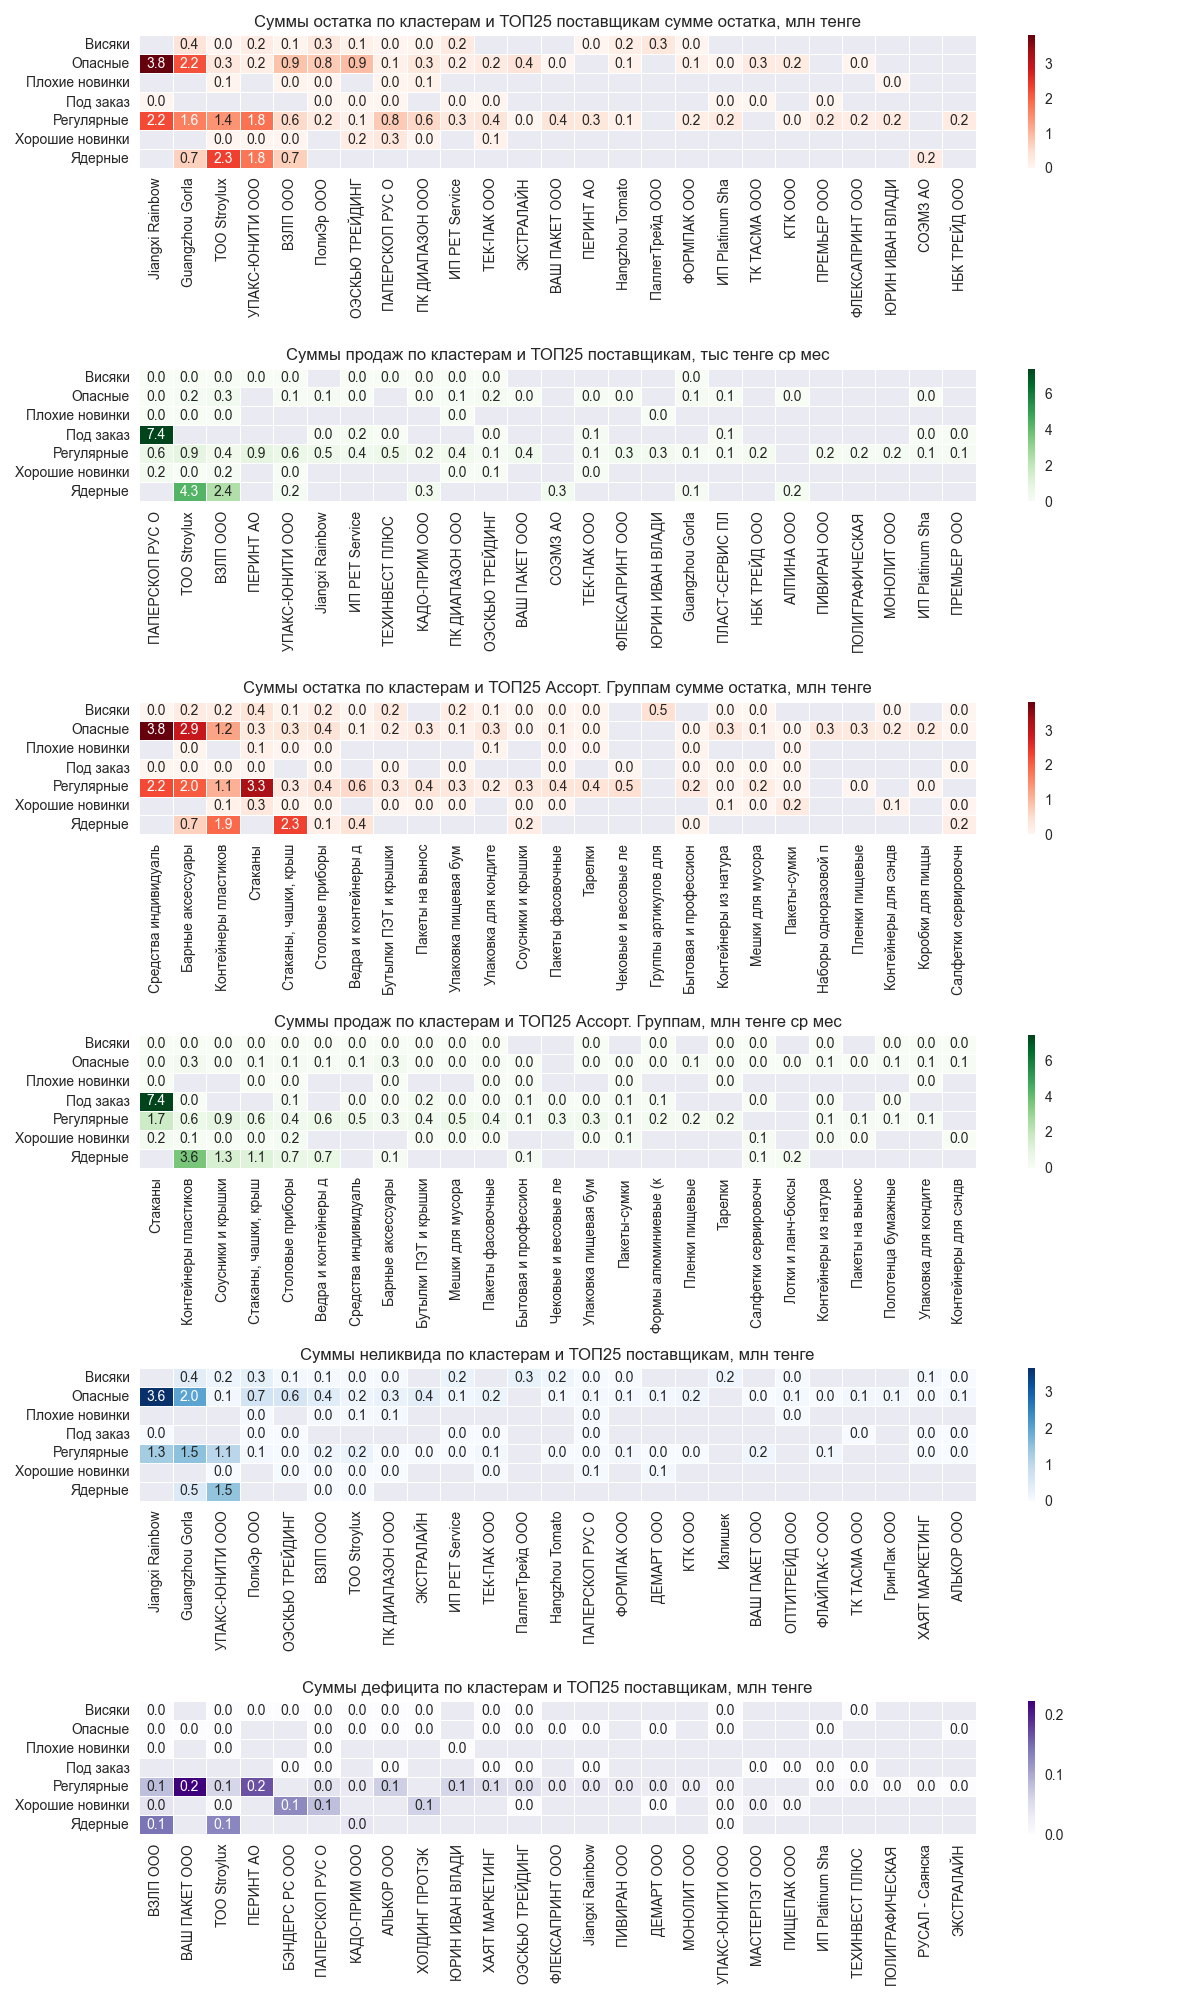 Суммы остатка по кластерам и ТОП25 поставщикам сумме остатка, млн тенге
Висяки 0.4 0.0 0.2 0.1 0.3 0.1 0.0 0.0 0.2 0.0 0.2 0.3 0.0
Опасные 3.8 2.2 0.3 0.2 0.9 0.8 0.9 0.1 0.3 0.2 0.2 0.4 0.0 0.1 0.1 0.0 0.3 0.2 0.0
Плохие новинки 0.1 0.0 0.0 0.0 0.1 0.0
Под заказ 0.0 0.0 0.0 0.0 0.0 0.0 0.0 0.0 0.0
Регулярные 2.2 1.6 1.4 1.8 0.6 0.2 0.1 0.8 0.6 0.3 0.4 0.0 0.4 0.3 0.1 0.2 0.2 0.0 0.2 0.2 0.2 0.2
Хорошие новинки 0.0 0.0 0.0 0.2 0.3 0.0 0.1
Ядерные 0.7 2.3 1.8 0.7 0.2
3 2 1 0
Jiangxi Rainbow Guangzhou Gorla ТОО Stroylux УПАКС-ЮНИТИ ООО ВЗЛП ООО ПолиЭр ООО ОЭСКЬЮ ТРЕЙДИНГ ПАПЕРСКОП РУС О ПК ДИАПАЗОН ООО ИП РЕТ Service ТЕК-ПАК ООО ЭКСТРАЛАЙН ВАШ ПАКЕТ ООО ПЕРИНТ АО Hangzhou Tomato ПаллетТрейд ООО ФОРМПАК ООО ИП Platinum Sha ТК ТАСМА ООО КТК ООО ПРЕМЬЕР ООО ФЛЕКСАПРИНТ ООО ЮРИН ИВАН ВЛАДИ СОЭМЗ АО НБК ТРЕЙД ООО
Суммы продаж по кластерам и ТОП25 поставщикам, тыс тенге ср мес
Висяки 0.0 0.0 0.0 0.0 0.0 0.0 0.0 0.0 0.0 0.0 0.0
Опасные 0.0 0.2 0.3 0.1 0.1 0.0 0.0 0.1 0.2 0.0 0.0 0.0 0.1 0.1 0.0 0.0
Плохие новинки 0.0 0.0 0.0 0.0 0.0
Под заказ 7.4 0.0 0.2 0.0 0.0 0.1 0.1 0.0 0.0
Регулярные 0.6 0.9 0.4 0.9 0.6 0.5 0.4 0.5 0.2 0.4 0.1 0.4 0.1 0.3 0.3 0.1 0.1 0.2 0.2 0.2 0.2 0.1 0.1
Хорошие новинки 0.2 0.0 0.2 0.0 0.0 0.1 0.0
Ядерные 4.3 2.4 0.2 0.3 0.3 0.1 0.2
6 4 2 0
ПАПЕРСКОП РУС О ТОО Stroylux ВЗЛП ООО ПЕРИНТ АО УПАКС-ЮНИТИ ООО Jiangxi Rainbow ИП РЕТ Service ТЕХИНВЕСТ ПЛЮС КАДО-ПРИМ ООО ПК ДИАПАЗОН ООО ОЭСКЬЮ ТРЕЙДИНГ ВАШ ПАКЕТ ООО СОЭМЗ АО ТЕК-ПАК ООО ФЛЕКСАПРИНТ ООО ЮРИН ИВАН ВЛАДИ Guangzhou Gorla ПЛАСТ-СЕРВИС ПЛ НБК ТРЕЙД ООО АЛПИНА ООО ПИВИРАН ООО ПОЛИГРАФИЧЕСКАЯ МОНОЛИТ ООО ИП Platinum Sha ПРЕМЬЕР ООО
Суммы остатка по кластерам и ТОП25 Ассорт. Группам сумме остатка, млн тенге
Висяки 0.0 0.2 0.2 0.4 0.1 0.2 0.0 0.2 0.2 0.1 0.0 0.0 0.0 0.5 0.0 0.0 0.0 0.0
Опасные 3.8 2.9 1.2 0.3 0.3 0.4 0.1 0.2 0.3 0.1 0.3 0.0 0.1 0.0 0.0 0.3 0.1 0.0 0.3 0.3 0.2 0.2 0.0
Плохие новинки 0.0 0.1 0.0 0.0 0.1 0.0 0.0 0.0 0.0
Под заказ 0.0 0.0 0.0 0.0 0.0 0.0 0.0 0.0 0.0 0.0 0.0 0.0 0.0 0.0
Регулярные 2.2 2.0 1.1 3.3 0.3 0.4 0.6 0.3 0.4 0.3 0.2 0.3 0.4 0.4 0.5 0.2 0.0 0.2 0.0 0.0 0.0
Хорошие новинки 0.1 0.3 0.0 0.0 0.0 0.0 0.0 0.0 0.0 0.1 0.0 0.2 0.1 0.0
Ядерные 0.7 1.9 2.3 0.1 0.4 0.2 0.0 0.2
3 2 1 0
Средства индивидуаль Барные аксессуары Контейнеры пластиков Стаканы Стаканы, чашки, крыш Столовые приборы Ведра и контейнеры д Бутылки ПЭТ и крышки Пакеты на вынос Упаковка пищевая бум Упаковка для кондите Соусники и крышки Пакеты фасовочные Тарелки Чековые и весовые ле Группы артикулов для Бытовая и профессион Контейнеры из натура Мешки для мусора Пакеты-сумки Наборы одноразовой п Пленки пищевые Контейнеры для сэндв Коробки для пиццы Салфетки сервировочн
Суммы продаж по кластерам и ТОП25 Ассорт. Группам, млн тенге ср мес
Висяки 0.0 0.0 0.0 0.0 0.0 0.0 0.0 0.0 0.0 0.0 0.0 0.0 0.0 0.0 0.0 0.0 0.0 0.0 0.0
Опасные 0.0 0.3 0.0 0.1 0.1 0.1 0.1 0.3 0.0 0.0 0.0 0.0 0.0 0.0 0.0 0.1 0.0 0.0 0.0 0.1 0.0 0.1 0.1 0.1
Плохие новинки 0.0 0.0 0.0 0.0 0.0 0.0 0.0 0.0 0.0
Под заказ 7.4 0.0 0.1 0.0 0.0 0.2 0.0 0.0 0.1 0.0 0.0 0.1 0.1 0.0 0.0 0.0
Регулярные 1.7 0.6 0.9 0.6 0.4 0.6 0.5 0.3 0.4 0.5 0.4 0.1 0.3 0.3 0.1 0.2 0.2 0.2 0.1 0.1 0.1 0.1
Хорошие новинки 0.2 0.1 0.0 0.0 0.2 0.0 0.0 0.0 0.0 0.1 0.1 0.0 0.0 0.0
Ядерные 3.6 1.3 1.1 0.7 0.7 0.1 0.1 0.1 0.2
6 4 2 0
Стаканы Контейнеры пластиков Соусники и крышки Стаканы, чашки, крыш Столовые приборы Ведра и контейнеры д Средства индивидуаль Барные аксессуары Бутылки ПЭТ и крышки Мешки для мусора Пакеты фасовочные Бытовая и профессион Чековые и весовые ле Упаковка пищевая бум Пакеты-сумки Формы алюминиевые (к Пленки пищевые Тарелки Салфетки сервировочн Лотки и ланч-боксы Контейнеры из натура Пакеты на вынос Полотенца бумажные Упаковка для кондите Контейнеры для сэндв
Суммы неликвида по кластерам и ТОП25 поставщикам, млн тенге
Висяки 0.4 0.2 0.3 0.1 0.1 0.0 0.0 0.2 0.3 0.2 0.0 0.0 0.2 0.0 0.1 0.0
Опасные 3.6 2.0 0.1 0.7 0.6 0.4 0.2 0.3 0.4 0.1 0.2 0.1 0.1 0.1 0.1 0.2 0.0 0.1 0.0 0.1 0.1 0.0 0.1
Плохие новинки 0.0 0.0 0.1 0.1 0.0 0.0
Под заказ 0.0 0.0 0.0 0.0 0.0 0.0 0.0 0.0 0.0
Регулярные 1.3 1.5 1.1 0.1 0.0 0.2 0.2 0.0 0.0 0.0 0.1 0.0 0.0 0.1 0.0 0.0 0.2 0.1 0.0 0.0
Хорошие новинки 0.0 0.0 0.0 0.0 0.0 0.0 0.1 0.1
Ядерные 0.5 1.5 0.0 0.0
3 2 1 0
Jiangxi Rainbow Guangzhou Gorla УПАКС-ЮНИТИ ООО ПолиЭр ООО ОЭСКЬЮ ТРЕЙДИНГ ВЗЛП ООО ТОО Stroylux ПК ДИАПАЗОН ООО ЭКСТРАЛАЙН ИП РЕТ Service ТЕК-ПАК ООО ПаллетТрейд ООО Hangzhou Tomato ПАПЕРСКОП РУС О ФОРМПАК ООО ДЕМАРТ ООО КТК ООО Излишек ВАШ ПАКЕТ ООО ОПТИТРЕЙД ООО ФЛАЙПАК-С ООО ТК ТАСМА ООО ГринПак ООО ХАЯТ МАРКЕТИНГ АЛЬКОР ООО
Суммы дефицита по кластерам и ТОП25 поставщикам, млн тенге
Висяки 0.0 0.0 0.0 0.0 0.0 0.0 0.0 0.0 0.0 0.0 0.0 0.0
Опасные 0.0 0.0 0.0 0.0 0.0 0.0 0.0 0.0 0.0 0.0 0.0 0.0 0.0 0.0 0.0
Плохие новинки 0.0 0.0 0.0 0.0
Под заказ 0.0 0.0 0.0 0.0 0.0 0.0 0.0 0.0 0.0 0.0
Регулярные 0.1 0.2 0.1 0.2 0.0 0.0 0.1 0.1 0.1 0.0 0.0 0.0 0.0 0.0 0.0 0.0 0.0 0.0 0.0 0.0 0.0
Хорошие новинки 0.0 0.0 0.1 0.1 0.1 0.0 0.0 0.0 0.0 0.0
Ядерные 0.1 0.1 0.0 0.0
0.2 0.1 0.0
ВЗЛП ООО ВАШ ПАКЕТ ООО ТОО Stroylux ПЕРИНТ АО БЭНДЕРС РС ООО ПАПЕРСКОП РУС О КАДО-ПРИМ ООО АЛЬКОР ООО ХОЛДИНГ ПРОТЭК ЮРИН ИВАН ВЛАДИ ХАЯТ МАРКЕТИНГ ОЭСКЬЮ ТРЕЙДИНГ ФЛЕКСАПРИНТ ООО Jiangxi Rainbow ПИВИРАН ООО ДЕМАРТ ООО МОНОЛИТ ООО УПАКС-ЮНИТИ ООО МАСТЕРПЭТ ООО ПИЩЕПАК ООО ИП Platinum Sha ТЕХИНВЕСТ ПЛЮС ПОЛИГРАФИЧЕСКАЯ РУСАЛ - Саянска ЭКСТРАЛАЙН